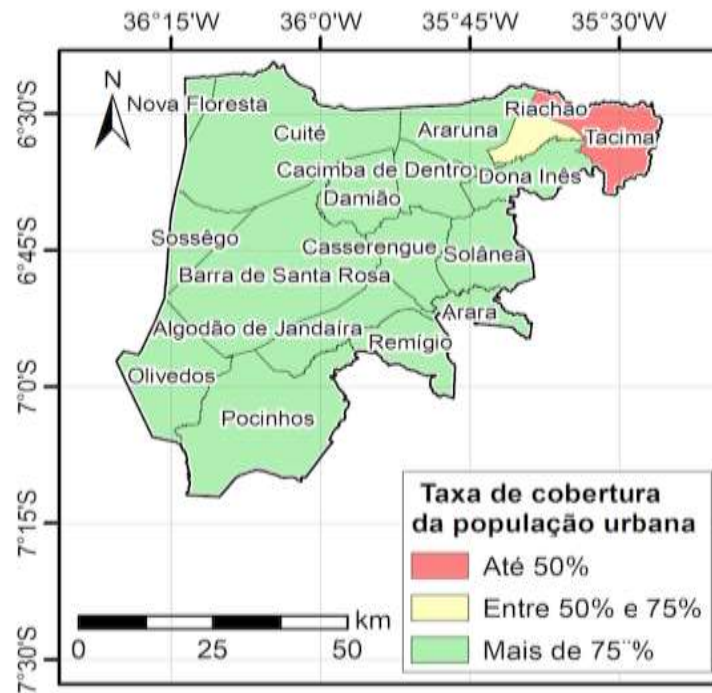 36°15'W 36°0'W 35°45'W 35°30'W
N
6°30'S
6°45'S
7°0'S
7°15'S
7°30'S
Nova Floresta
Riachão
Cuité
Araruna
Tacima
Cacimba de Dentro
Dona Inês
Damião
Sossêgo
Casserengue
Solânea
Barra de Santa Rosa
Arara
Algodão de Jandaíra
Remígio
Olivedos
Pocinhos
Taxa de cobertura
da população urbana
Até 50%
Entre 50% e 75%
Mais de 75¨%
km
0 25 50